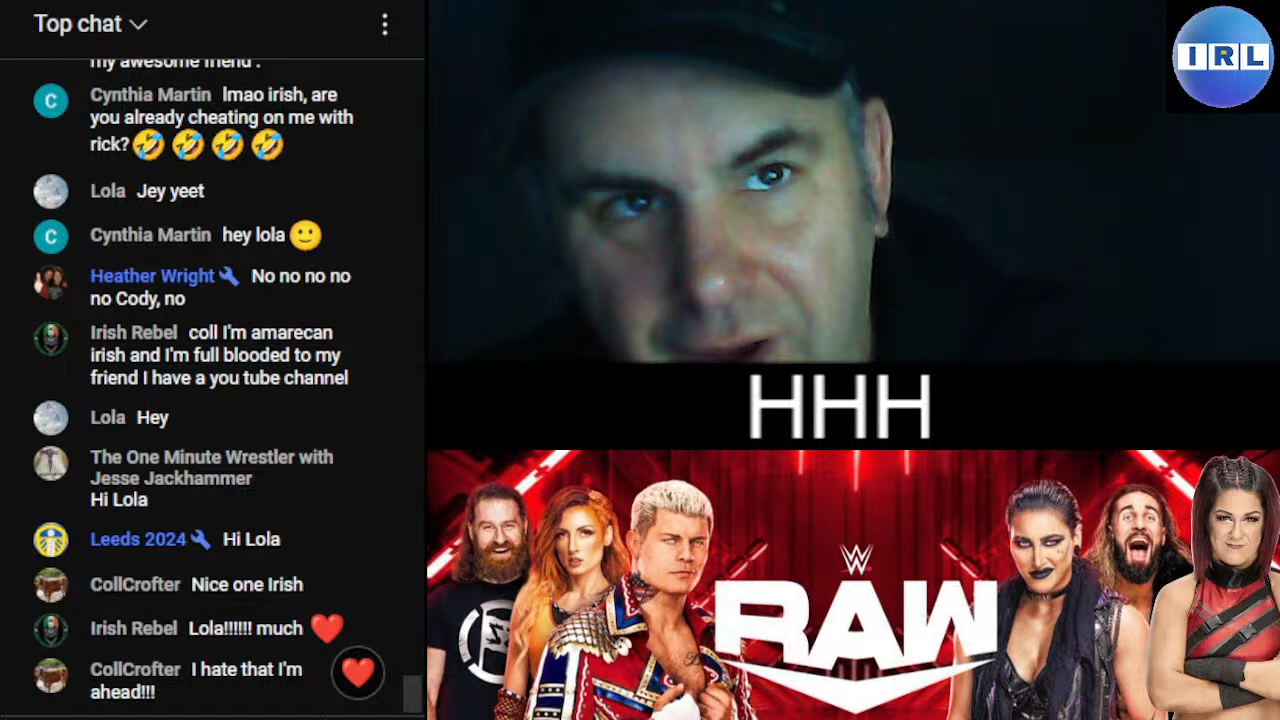 Top chat
my awesome friend .
C Cynthia Martin lmao irish, are
you already cheating on me with
rick?🤣🤣🤣🤣
Lola Jey yeet
C Cynthia Martin hey lola 🙂
Heather Wright No no no no
no Cody, no
Irish Rebel coll I'm amarecan
irish and I'm full blooded to my
friend I have a you tube channel
Lola Hey
The One Minute Wrestler with
Jesse Jackhammer
Hi Lola
Leeds 2024 Hi Lola
CollCrofter Nice one Irish
Irish Rebel Lola!!!!!! much ❤️
CollCrofter I hate that I'm
ahead!!!
IRL
HHH
W
RAW